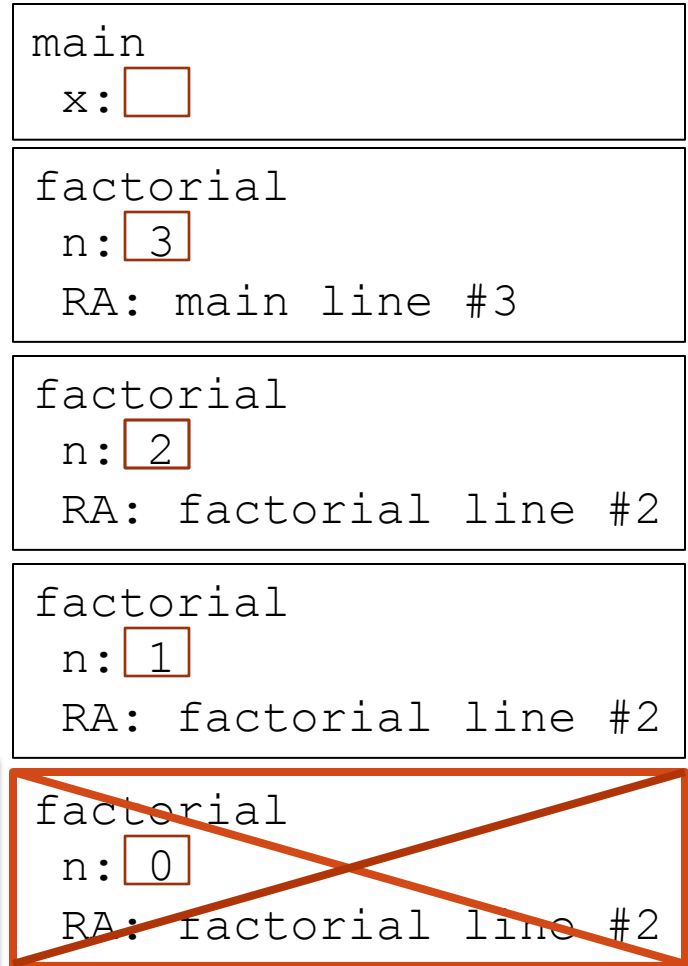 main
x:
factorial
n: 3
RA: main line #3
factorial
n: 2
RA: factorial line #2
factorial
n: 1
RA: factorial line #2
factorial
n: 0
RA: factorial line #2